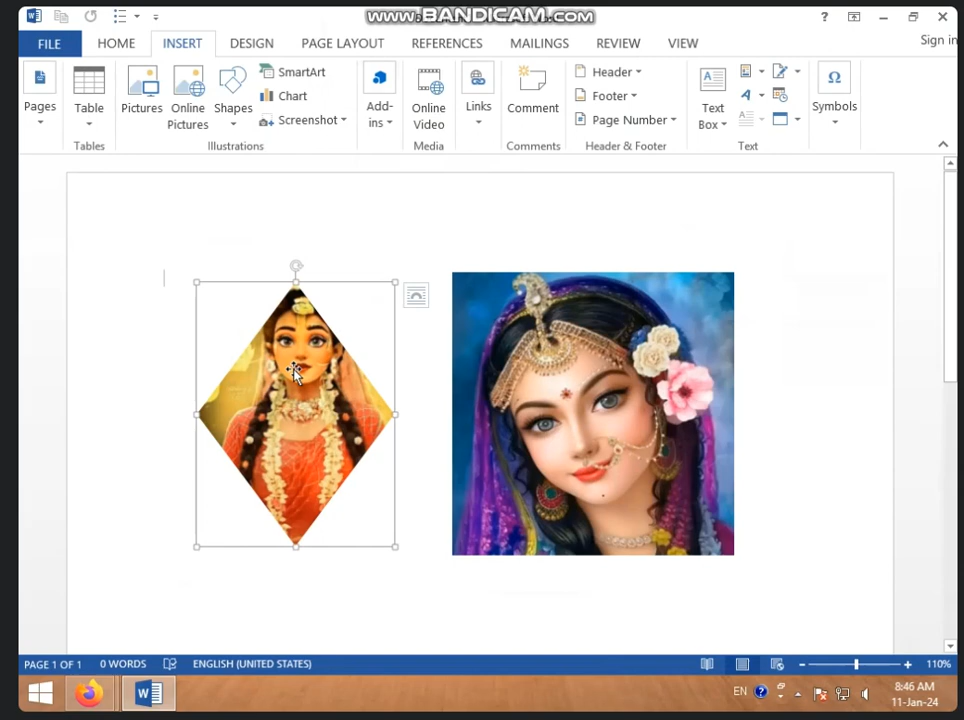 www.BANDICAM.com
?
FILE HOME INSERT DESIGN PAGE LAYOUT REFERENCES MAILINGS REVIEW VIEW Sign in
Pages
Table
Pictures
Online Pictures
Shapes
SmartArt
Chart
Screenshot
Add-ins
Online Video
Links
Comment
Header
Footer
Page Number
Text Box
Symbols
Tables Illustrations Media Comments Header & Footer Text
PAGE 1 OF 1 0 WORDS ENGLISH (UNITED STATES) 110%
EN 8:46 AM
11-Jan-24